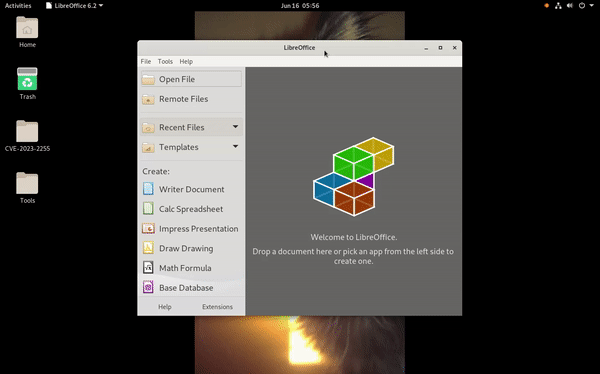 Activities
LibreOffice 6.2
Jun 16 05:56
Home
Trash
CVE-2023-2255
Tools
LibreOffice
File Tools Help
Open File
Remote Files
Recent Files
Templates
Create:
Writer Document
Calc Spreadsheet
Impress Presentation
Draw Drawing
Math Formula
Base Database
Help Extensions
Welcome to LibreOffice.
Drop a document here or pick an app from the left side to
create one.